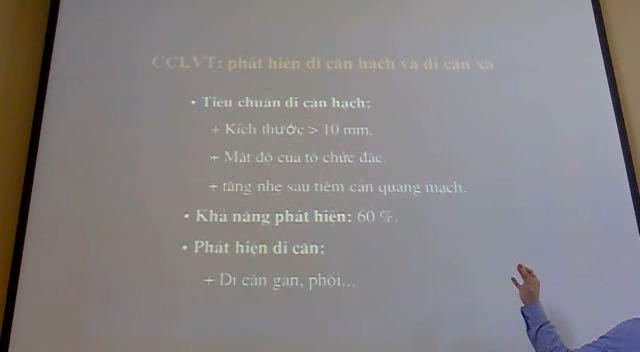 CCLVT: phát hiện di căn hạch và di căn xa
• Tiêu chuẩn di căn hạch:
+ Kích thước > 10 mm.
+ Mật độ của tổ chức đặc.
+ tăng nhẹ sau tiêm cản quang mạch.
• Khả năng phát hiện: 60 %.
• Phát hiện di căn:
+ Di căn gan, phổi...